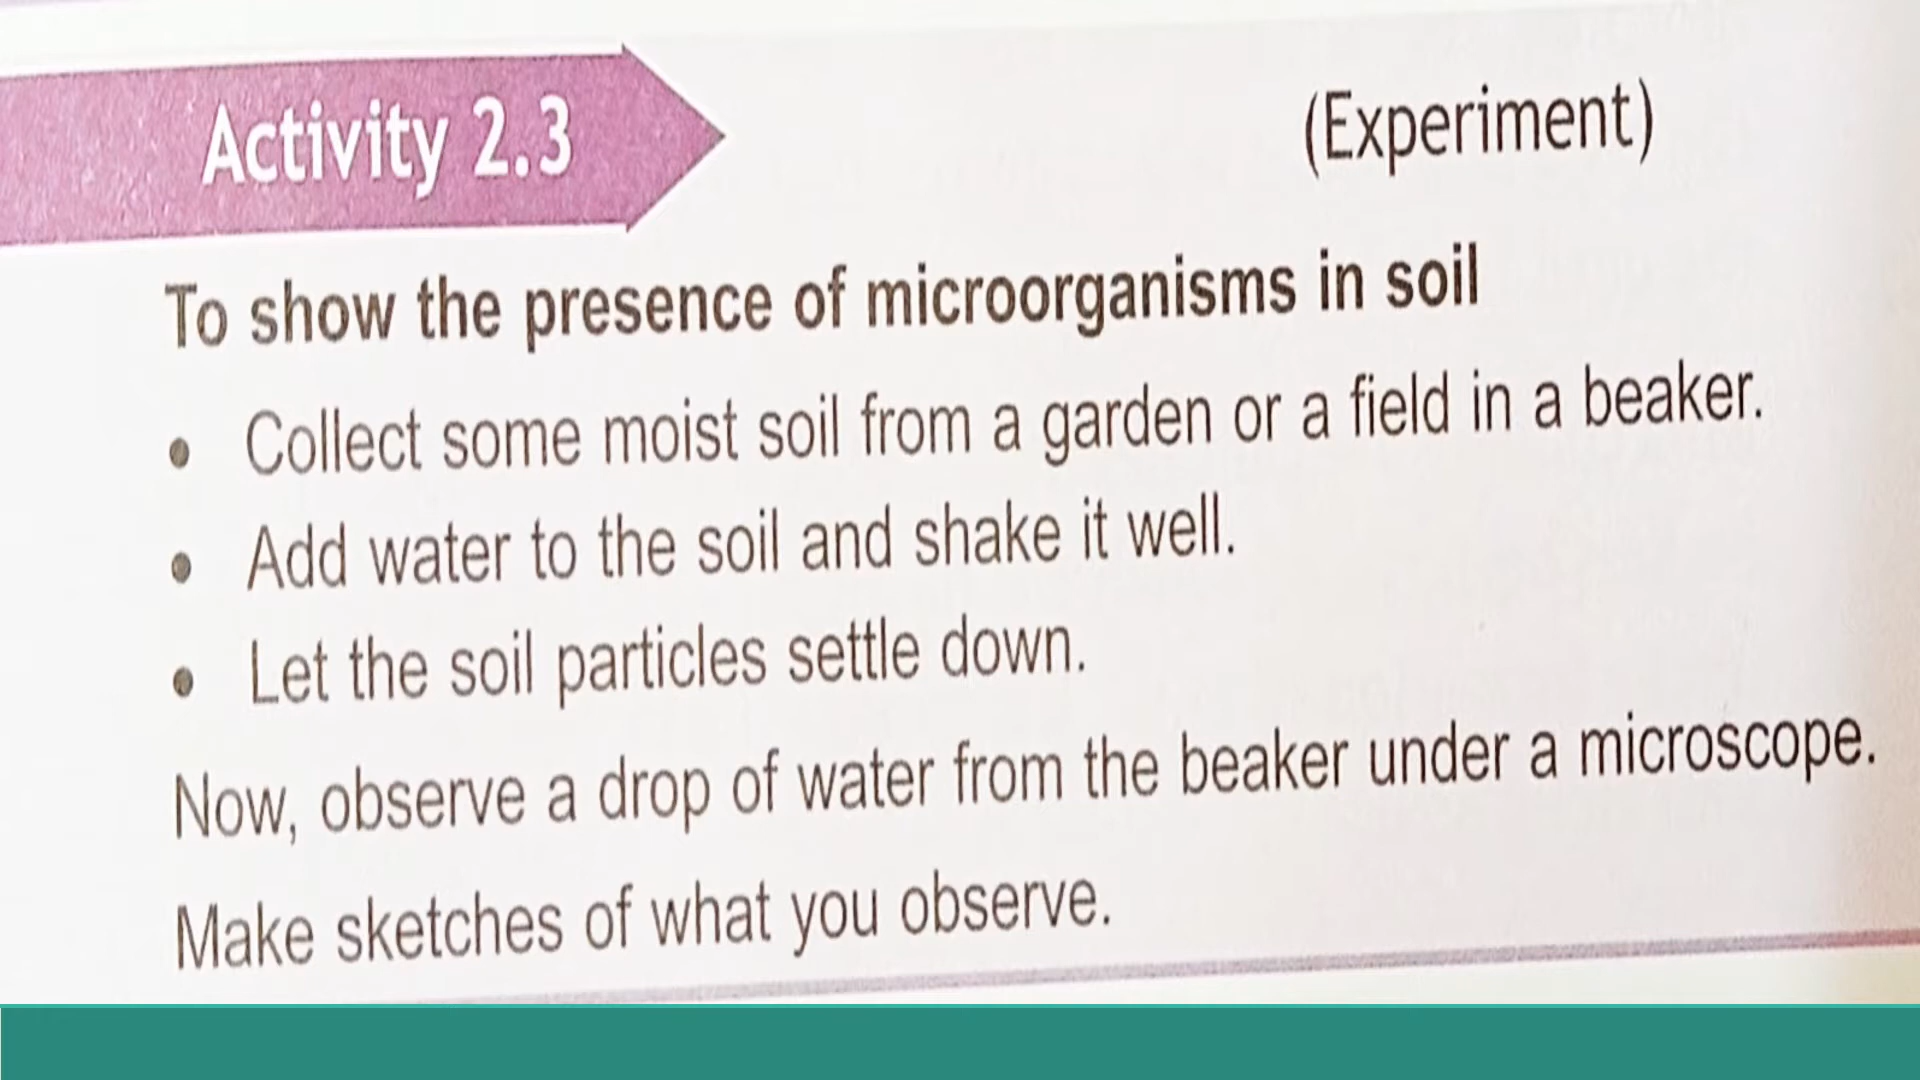 Activity 2.3
(Experiment)
To show the presence of microorganisms in soil
• Collect some moist soil from a garden or a field in a beaker.
• Add water to the soil and shake it well.
• Let the soil particles settle down.
Now, observe a drop of water from the beaker under a microscope.
Make sketches of what you observe.